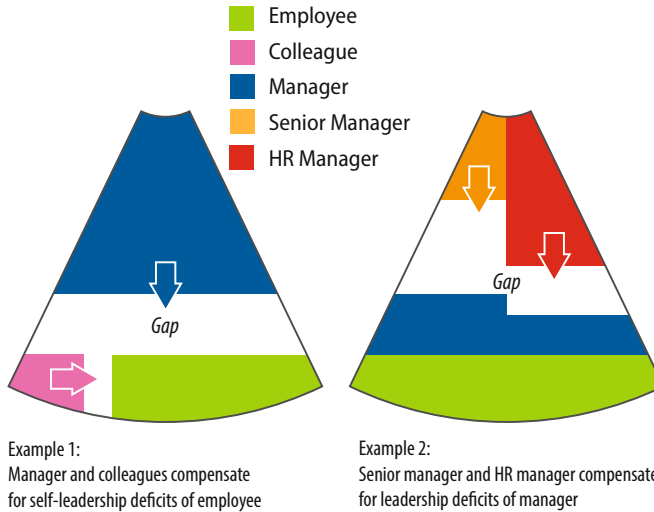 Employee
Colleague
Manager
Senior Manager
HR Manager
Gap
Gap
Example 1:
Manager and colleagues compensate
for self-leadership deficits of employee
Example 2:
Senior manager and HR manager compensate
for leadership deficits of manager